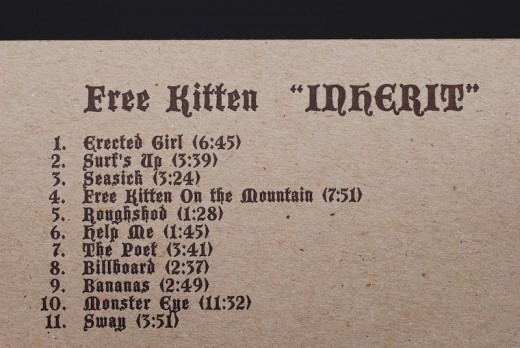 Free Kitten "INHERIT"
1. Erected Girl (6:45)
2. Surf's Up (3:39)
3. Seasick (3:24)
4. Free Kitten On the Mountain (7:51)
5. Roughshod (1:28)
6. Help Me (1:45)
7. The Poet (3:41)
8. Billboard (2:37)
9. Bananas (2:49)
10. Monster Eye (11:32)
11. Sway (3:51)